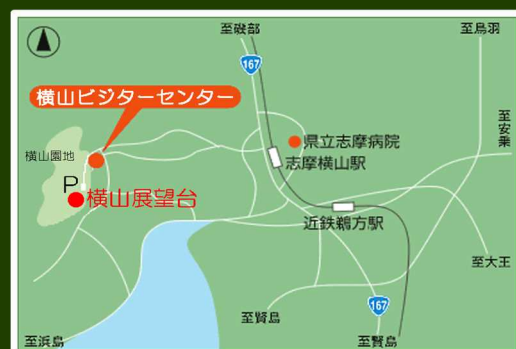 至磯部
至鳥羽
167
横山ビジターセンター
至安乗
県立志摩病院
横山園地
志摩横山駅
P
横山展望台
近鉄鵜方駅
至大王
167
至賢島
至浜島
至賢島